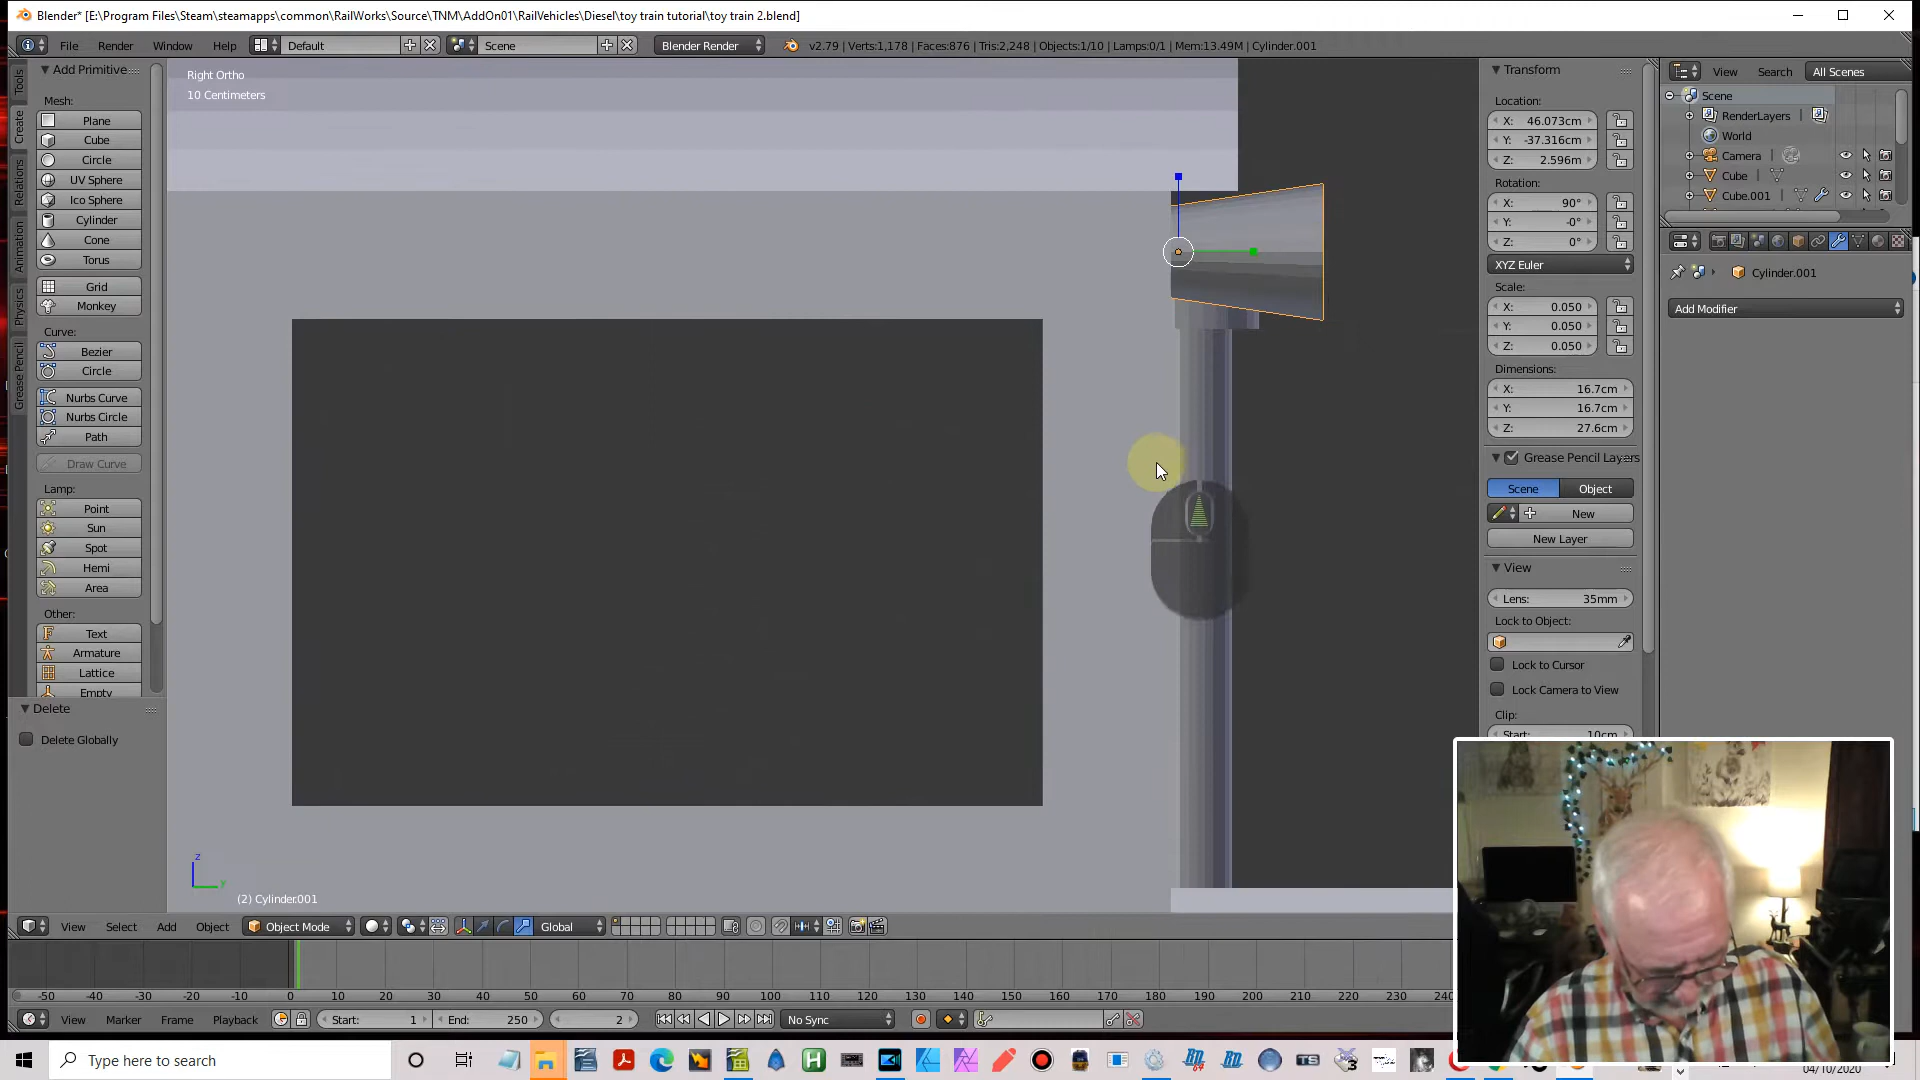 Blender* [E:\Program Files\Steam\steamapps\common\RailWorks\Source\TNM\AddOn01\RailVehicles\Diesel\toy train tutorial\toy train 2.blend]
File Render Window Help Default Scene Blender Render v2.79 | Verts:1,178 | Faces:876 | Tris:2,248 | Objects:1/10 | Lamps:0/1 | Mem:13.49M | Cylinder.001
Tools
Create
Relations
Animation
Physics
Grease Pencil
Add Primitive
Mesh:
Plane
Cube
Circle
UV Sphere
Ico Sphere
Cylinder
Cone
Torus
Grid
Monkey
Curve:
Bezier
Circle
Nurbs Curve
Nurbs Circle
Path
Draw Curve
Lamp:
Point
Sun
Spot
Hemi
Area
Other:
Text
Armature
Lattice
Empty
Delete
Delete Globally
Right Ortho
10 Centimeters
z
y
(2) Cylinder.001
Transform
Location:
X: 46.073cm
Y: -37.316cm
Z: 2.596m
Rotation:
X: 90°
Y: -0°
Z: 0°
XYZ Euler
Scale:
X: 0.050
Y: 0.050
Z: 0.050
Dimensions:
X: 16.7cm
Y: 16.7cm
Z: 27.6cm
Grease Pencil Layers
Scene Object
New
New Layer
View
Lens: 35mm
Lock to Object:
Lock to Cursor
Lock Camera to View
Clip:
Start: 10cm
View Search All Scenes
Scene
RenderLayers
World
Camera
Cube
Cube.001
Cylinder.001
Add Modifier
View Select Add Object Object Mode Global
-50 -40 -30 -20 -10 0 10 20 30 40 50 60 70 80 90 100 110 120 130 140 150 160 170 180 190 200 210 220 230 240
View Marker Frame Playback Start: 1 End: 250 2 No Sync
Type here to search
TS
04/10/2020